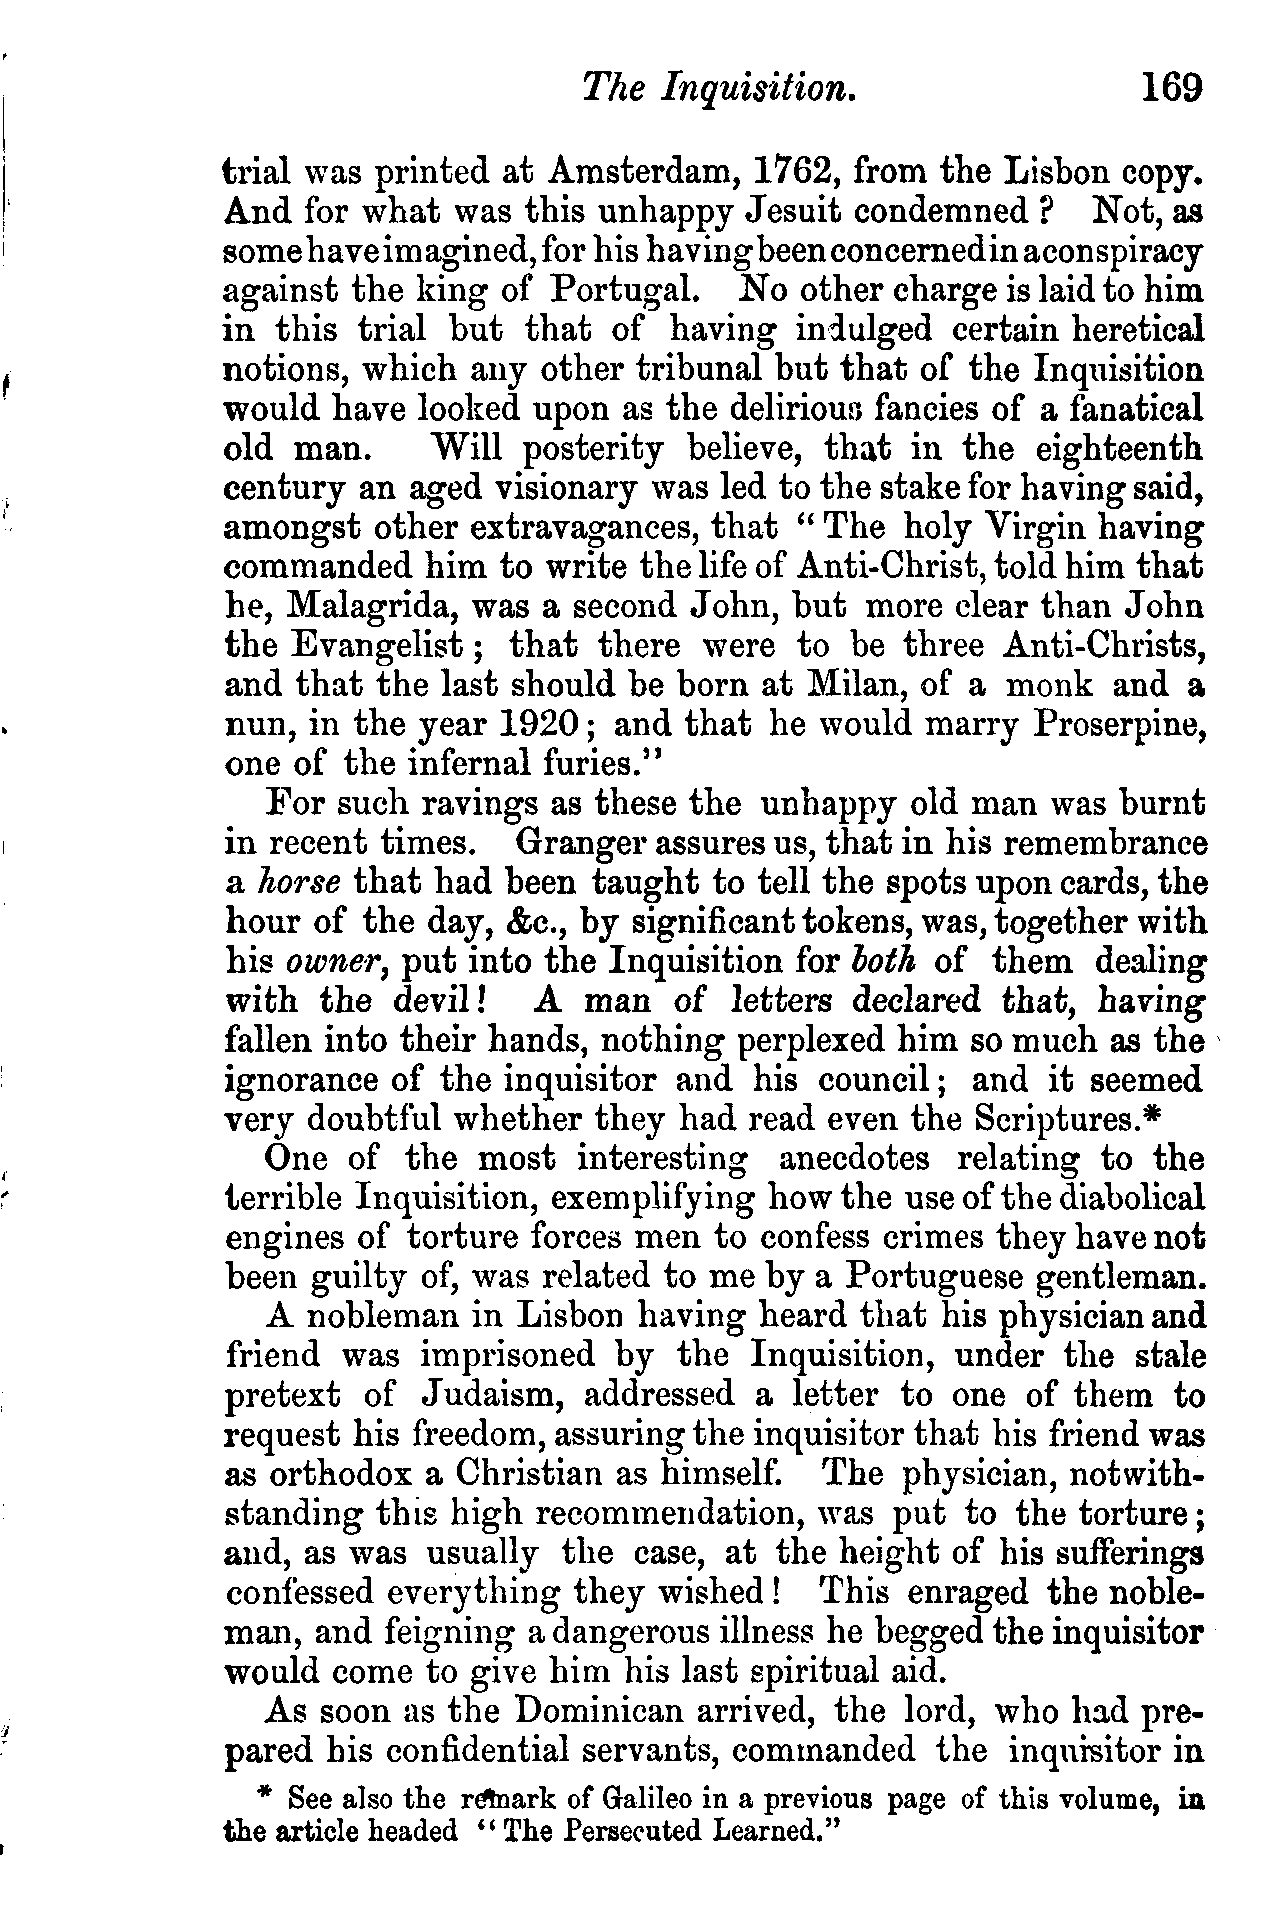 The Inquisition. 169
trial was printed at Amsterdam, 1762, from the Lisbon copy.
And for what was this unhappy Jesuit condemned ? Not, as
some have imagined, for his having been concerned in a conspiracy
against the king of Portugal. No other charge is laid to him
in this trial but that of having indulged certain heretical
notions, which any other tribunal but that of the Inquisition
would have looked upon as the delirious fancies of a fanatical
old man. Will posterity believe, that in the eighteenth
century an aged visionary was led to the stake for having said,
amongst other extravagances, that “ The holy Virgin having
commanded him to write the life of Anti-Christ, told him that
he, Malagrida, was a second John, but more clear than John
the Evangelist ; that there were to be three Anti-Christs,
and that the last should be born at Milan, of a monk and a
nun, in the year 1920 ; and that he would marry Proserpine,
one of the infernal furies.”
For such ravings as these the unhappy old man was burnt
in recent times. Granger assures us, that in his remembrance
a horse that had been taught to tell the spots upon cards, the
hour of the day, &c., by significant tokens, was, together with
his owner, put into the Inquisition for both of them dealing
with the devil! A man of letters declared that, having
fallen into their hands, nothing perplexed him so much as the
ignorance of the inquisitor and his council ; and it seemed
very doubtful whether they had read even the Scriptures.*
One of the most interesting anecdotes relating to the
terrible Inquisition, exemplifying how the use of the diabolical
engines of torture forces men to confess crimes they have not
been guilty of, was related to me by a Portuguese gentleman.
A nobleman in Lisbon having heard that his physician and
friend was imprisoned by the Inquisition, under the stale
pretext of Judaism, addressed a letter to one of them to
request his freedom, assuring the inquisitor that his friend was
as orthodox a Christian as himself. The physician, notwith-
standing this high recommendation, was put to the torture ;
and, as was usually the case, at the height of his sufferings
confessed everything they wished ! This enraged the noble-
man, and feigning a dangerous illness he begged the inquisitor
would come to give him his last spiritual aid.
As soon as the Dominican arrived, the lord, who had pre-
pared his confidential servants, commanded the inquisitor in
* See also the remark of Galileo in a previous page of this volume, in
the article headed “ The Persecuted Learned.”